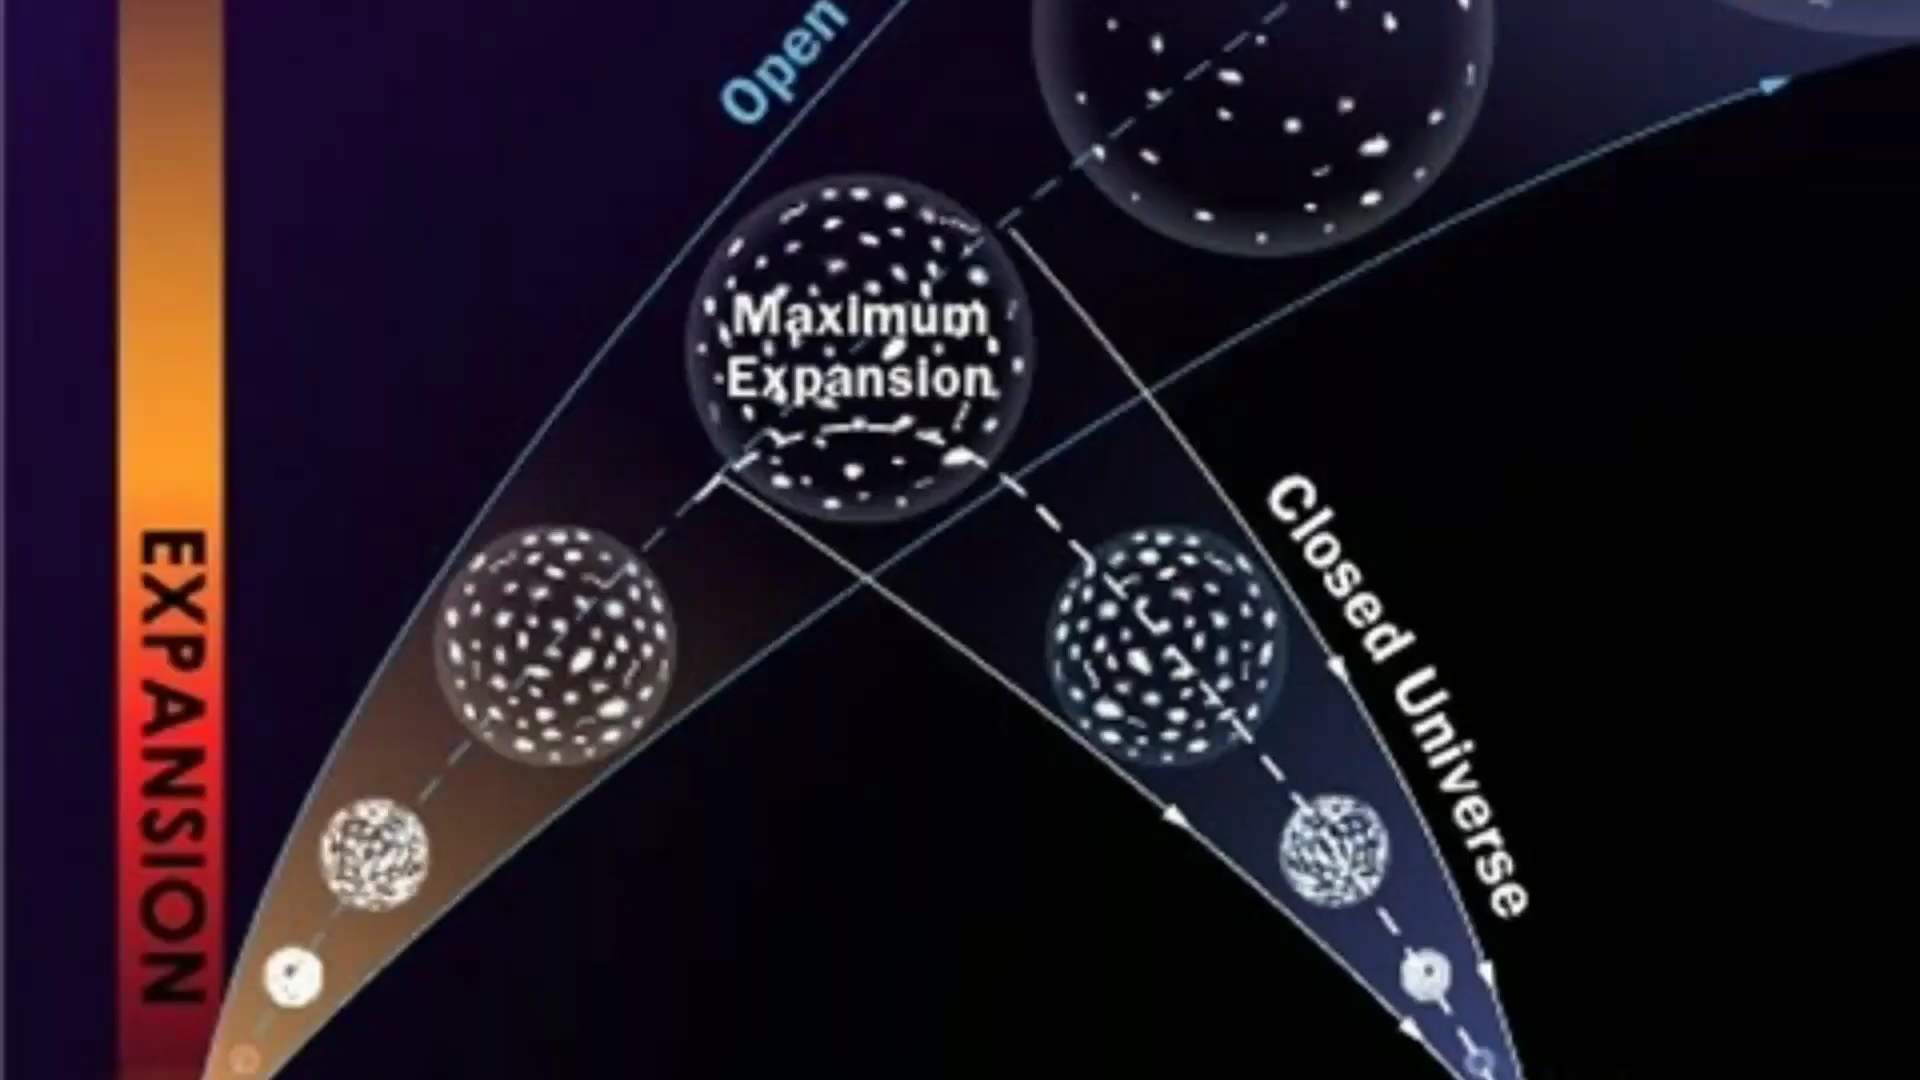 Open
Maximum
Expansion
Closed Universe
EXPANSION